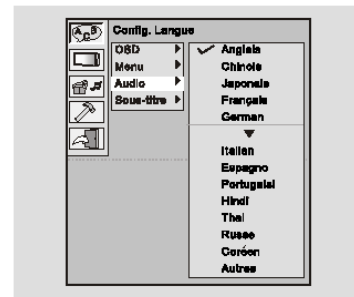 Config. Langue
OSD
Menu
Audio
Sous-titre
Anglais
Chinois
Japonais
Français
German
Italien
Espagno
Portugaisl
Hindi
Thai
Russe
Coréen
Autres